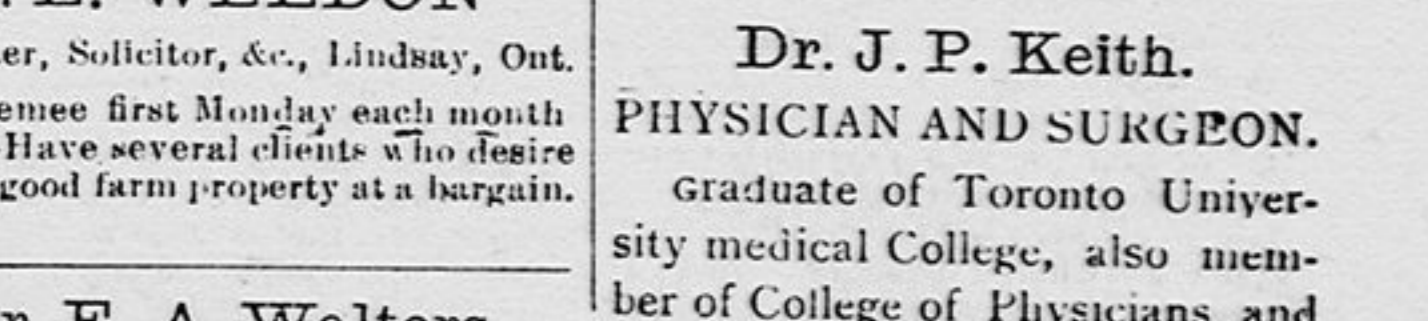 WELDON
er, Solicitor, &c., Lindsay, Ont.
emee first Monday each month
Have several clients who desire
good farm property at a bargain.
E. A. Walters
Dr. J. P. Keith.
PHYSICIAN AND SURGEON.
Graduate of Toronto Univer-
sity medical College, also mem-
ber of College of Physicians and